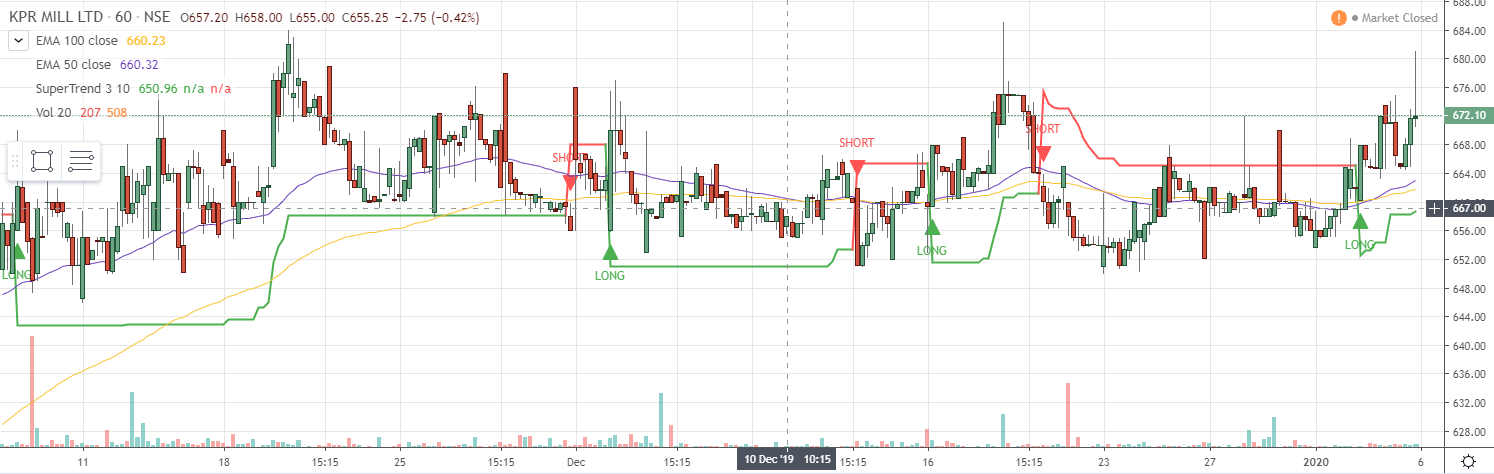 KPR MILL LTD · 60 · NSE O657.20 H658.00 L655.00 C655.25 −2.75 (−0.42%)
! Market Closed
EMA 100 close 660.23
EMA 50 close 660.32
SuperTrend 3 10 650.96 n/a n/a
Vol 20 207 508
688.00
684.00
680.00
676.00
672.10
668.00
664.00
667.00
656.00
652.00
648.00
644.00
640.00
636.00
632.00
628.00
LONG
SHORT
LONG
SHORT
LONG
SHORT
LONG
11
18
15:15
25
15:15
Dec
15:15
10 Dec '19 10:15
15:15
16
15:15
23
27
2020
6